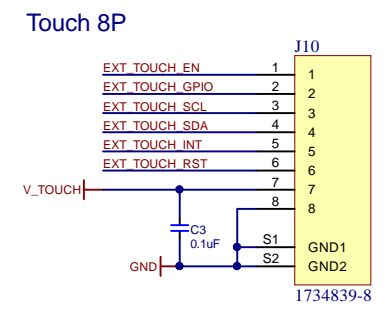 Touch 8P
J10
EXT_TOUCH_EN 1 1
EXT_TOUCH_GPIO 2 2
EXT_TOUCH_SCL 3 3
EXT_TOUCH_SDA 4 4
EXT_TOUCH_INT 5 5
EXT_TOUCH_RST 6 6
V_TOUCH 7 7
8 8
C3
0.1uF
S1 GND1
GND S2 GND2
1734839-8